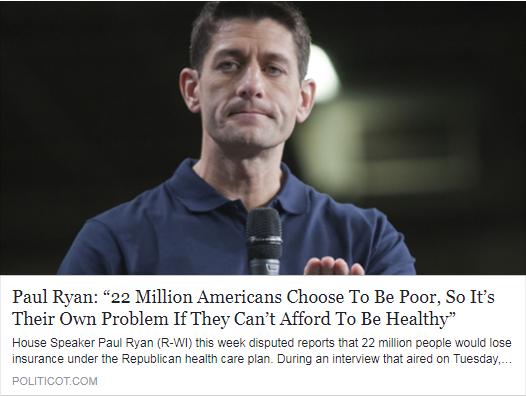 Paul Ryan: “22 Million Americans Choose To Be Poor, So It’s
Their Own Problem If They Can’t Afford To Be Healthy”
House Speaker Paul Ryan (R-WI) this week disputed reports that 22 million people would lose
insurance under the Republican health care plan. During an interview that aired on Tuesday,...
POLITICOT.COM